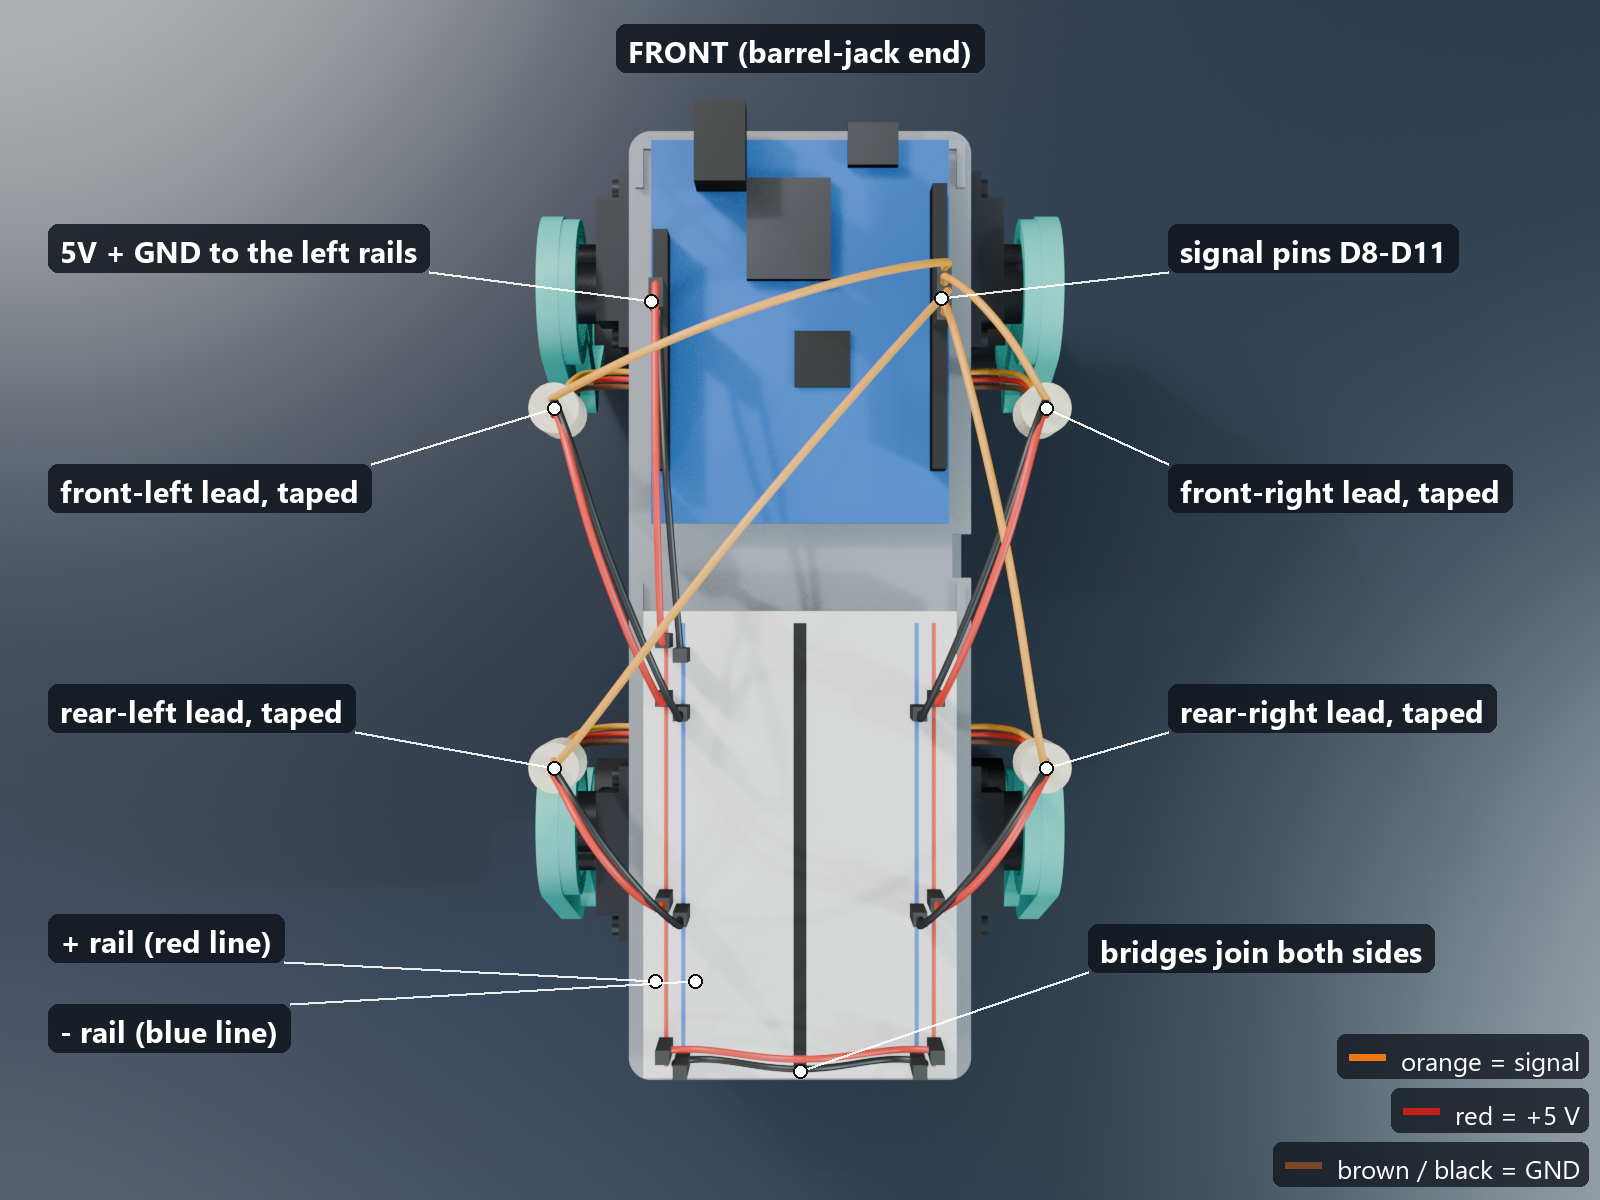 FRONT (barrel-jack end)
5V + GND to the left rails
signal pins D8-D11
front-left lead, taped
front-right lead, taped
rear-left lead, taped
rear-right lead, taped
+ rail (red line)
bridges join both sides
- rail (blue line)
orange = signal
red = +5 V
brown / black = GND